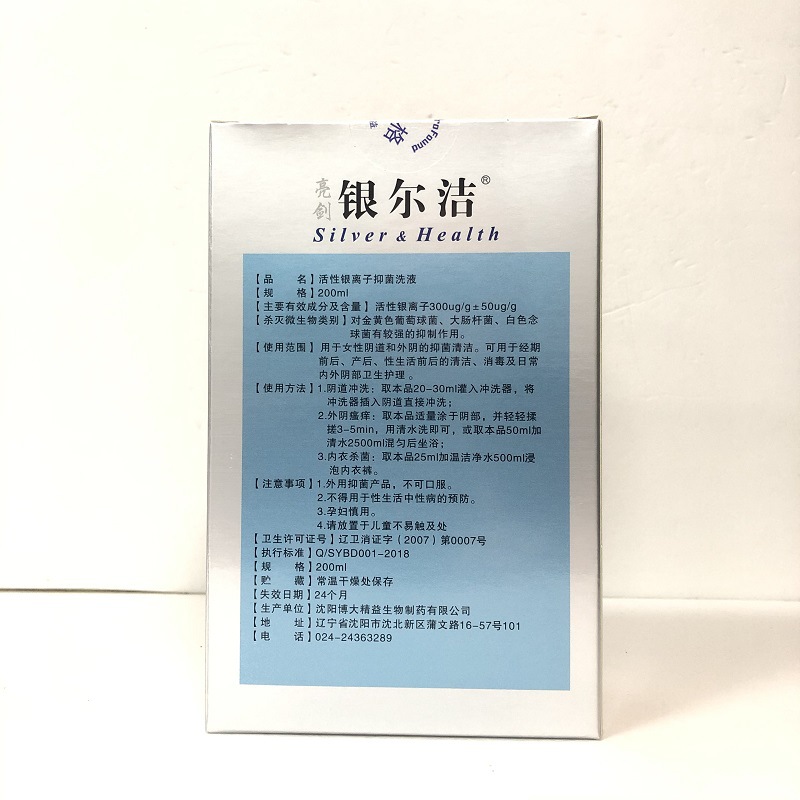 格
roFound
亮剑
银尔洁®
Silver & Health
【品　　名】活性银离子抑菌洗液
【规　　格】200ml
【主要有效成分及含量】活性银离子300ug/g±50ug/g
【杀灭微生物类别】对金黄色葡萄球菌、大肠杆菌、白色念
球菌有较强的抑制作用。
【使用范围】用于女性阴道和外阴的抑菌清洁。可用于经期
前后、产后、性生活前后的清洁、消毒及日常
内外阴部卫生护理。
【使用方法】1.阴道冲洗：取本品20-30ml灌入冲洗器，将
冲洗器插入阴道直接冲洗；
2.外阴瘙痒：取本品适量涂于阴部，并轻轻揉
搓3-5min，用清水洗即可，或取本品50ml加
清水2500ml混匀后坐浴；
3.内衣杀菌：取本品25ml加温洁净水500ml浸
泡内衣裤。
【注意事项】1.外用抑菌产品，不可口服。
2.不得用于性生活中性病的预防。
3.孕妇慎用。
4.请放置于儿童不易触及处
【卫生许可证号】辽卫消证字（2007）第0007号
【执行标准】Q/SYBD001-2018
【规　　格】200ml
【贮　　藏】常温干燥处保存
【失效日期】24个月
【生产单位】沈阳博大精益生物制药有限公司
【地　　址】辽宁省沈阳市沈北新区蒲文路16-57号101
【电　　话】024-24363289